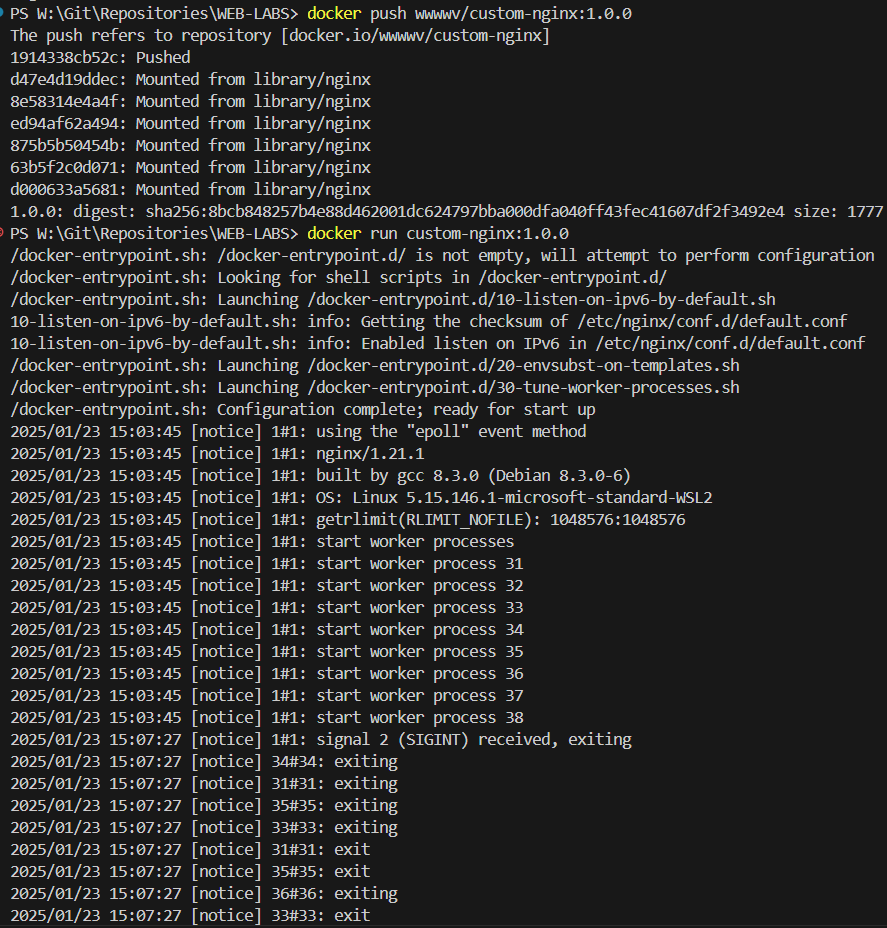 PS W:\Git\Repositories\WEB-LABS> docker push wwwwv/custom-nginx:1.0.0
The push refers to repository [docker.io/wwwwv/custom-nginx]
1914338cb52c: Pushed
d47e4d19ddec: Mounted from library/nginx
8e58314e4a4f: Mounted from library/nginx
ed94af62a494: Mounted from library/nginx
875b5b50454b: Mounted from library/nginx
63b5f2c0d071: Mounted from library/nginx
d000633a5681: Mounted from library/nginx
1.0.0: digest: sha256:8bcb848257b4e88d462001dc624797bba000dfa040ff43fec41607df2f3492e4 size: 1777
PS W:\Git\Repositories\WEB-LABS> docker run custom-nginx:1.0.0
/docker-entrypoint.sh: /docker-entrypoint.d/ is not empty, will attempt to perform configuration
/docker-entrypoint.sh: Looking for shell scripts in /docker-entrypoint.d/
/docker-entrypoint.sh: Launching /docker-entrypoint.d/10-listen-on-ipv6-by-default.sh
10-listen-on-ipv6-by-default.sh: info: Getting the checksum of /etc/nginx/conf.d/default.conf
10-listen-on-ipv6-by-default.sh: info: Enabled listen on IPv6 in /etc/nginx/conf.d/default.conf
/docker-entrypoint.sh: Launching /docker-entrypoint.d/20-envsubst-on-templates.sh
/docker-entrypoint.sh: Launching /docker-entrypoint.d/30-tune-worker-processes.sh
/docker-entrypoint.sh: Configuration complete; ready for start up
2025/01/23 15:03:45 [notice] 1#1: using the "epoll" event method
2025/01/23 15:03:45 [notice] 1#1: nginx/1.21.1
2025/01/23 15:03:45 [notice] 1#1: built by gcc 8.3.0 (Debian 8.3.0-6)
2025/01/23 15:03:45 [notice] 1#1: OS: Linux 5.15.146.1-microsoft-standard-WSL2
2025/01/23 15:03:45 [notice] 1#1: getrlimit(RLIMIT_NOFILE): 1048576:1048576
2025/01/23 15:03:45 [notice] 1#1: start worker processes
2025/01/23 15:03:45 [notice] 1#1: start worker process 31
2025/01/23 15:03:45 [notice] 1#1: start worker process 32
2025/01/23 15:03:45 [notice] 1#1: start worker process 33
2025/01/23 15:03:45 [notice] 1#1: start worker process 34
2025/01/23 15:03:45 [notice] 1#1: start worker process 35
2025/01/23 15:03:45 [notice] 1#1: start worker process 36
2025/01/23 15:03:45 [notice] 1#1: start worker process 37
2025/01/23 15:03:45 [notice] 1#1: start worker process 38
2025/01/23 15:07:27 [notice] 1#1: signal 2 (SIGINT) received, exiting
2025/01/23 15:07:27 [notice] 34#34: exiting
2025/01/23 15:07:27 [notice] 31#31: exiting
2025/01/23 15:07:27 [notice] 35#35: exiting
2025/01/23 15:07:27 [notice] 33#33: exiting
2025/01/23 15:07:27 [notice] 31#31: exit
2025/01/23 15:07:27 [notice] 35#35: exit
2025/01/23 15:07:27 [notice] 36#36: exiting
2025/01/23 15:07:27 [notice] 33#33: exit